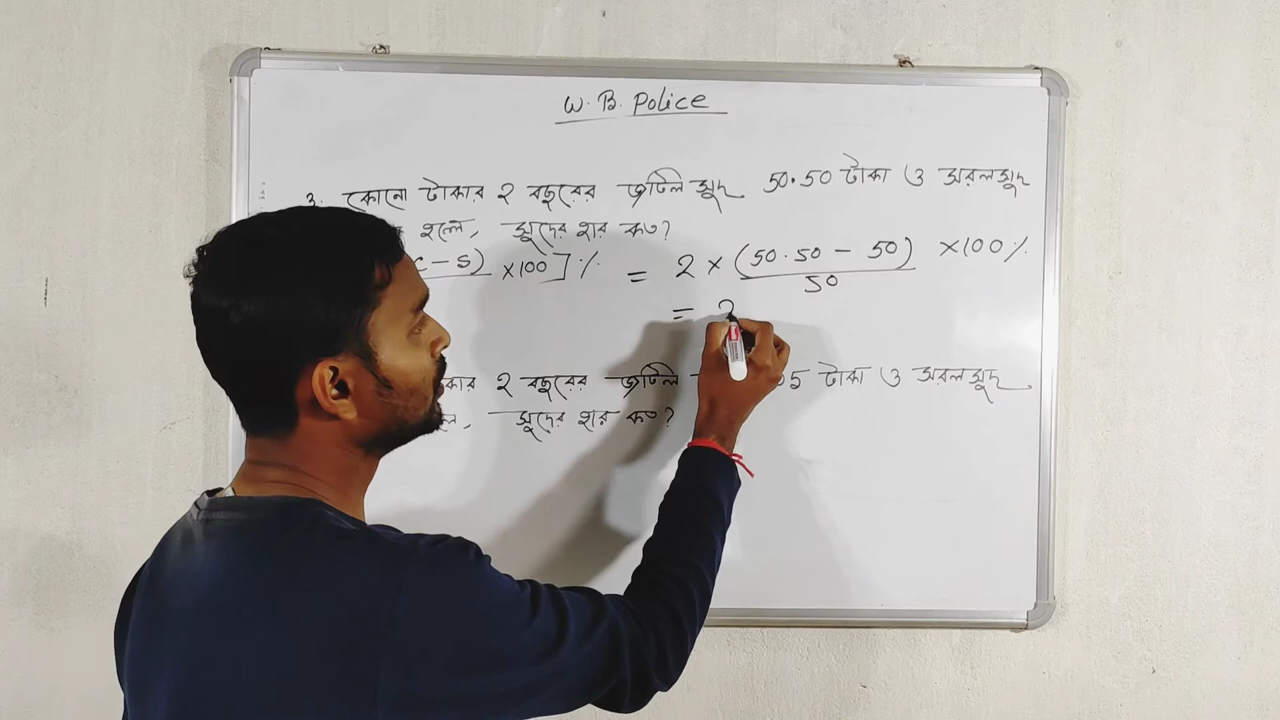 W. B. Police
3. কোনো টাকার 2 বছরের জটিল সুদ 50.50 টাকা ও সরলসুদ
হলে, সুদের হার কত?
c - s) x100 ] % = 2 × (50.50 - 50) ×100%
50
= 2
2 বছরের জটিল 5 টাকা ও সরলসুদ
সুদের হার কত?